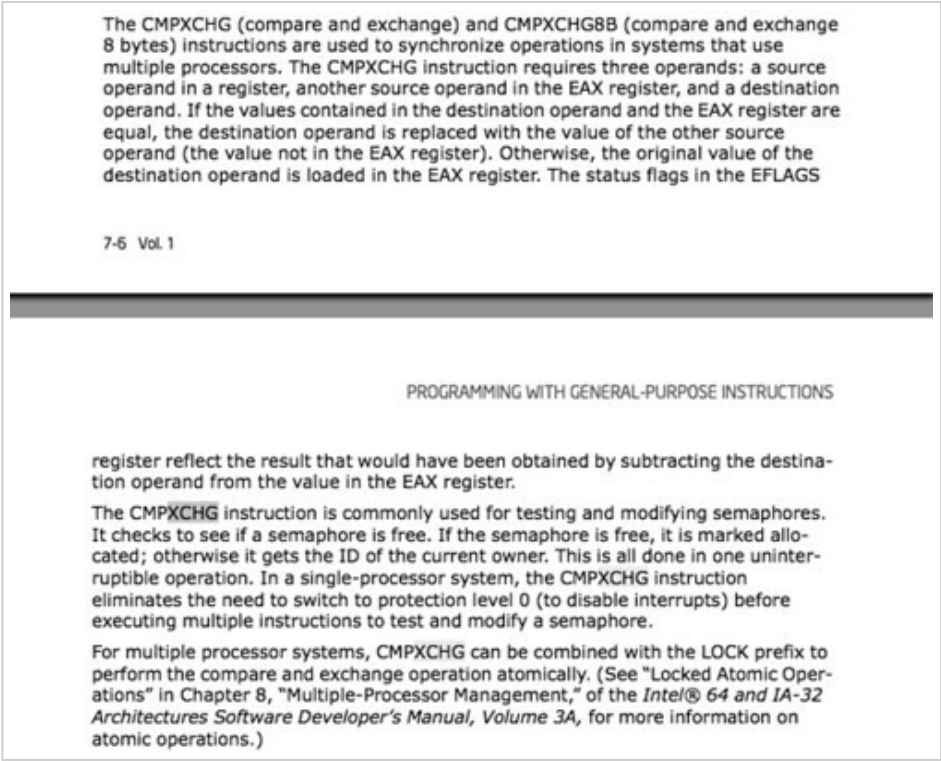 The CMPXCHG (compare and exchange) and CMPXCHG8B (compare and exchange
8 bytes) instructions are used to synchronize operations in systems that use
multiple processors. The CMPXCHG instruction requires three operands: a source
operand in a register, another source operand in the EAX register, and a destination
operand. If the values contained in the destination operand and the EAX register are
equal, the destination operand is replaced with the value of the other source
operand (the value not in the EAX register). Otherwise, the original value of the
destination operand is loaded in the EAX register. The status flags in the EFLAGS
7-6 Vol. 1
PROGRAMMING WITH GENERAL-PURPOSE INSTRUCTIONS
register reflect the result that would have been obtained by subtracting the destina-
tion operand from the value in the EAX register.
The CMPXCHG instruction is commonly used for testing and modifying semaphores.
It checks to see if a semaphore is free. If the semaphore is free, it is marked allo-
cated; otherwise it gets the ID of the current owner. This is all done in one uninter-
ruptible operation. In a single-processor system, the CMPXCHG instruction
eliminates the need to switch to protection level 0 (to disable interrupts) before
executing multiple instructions to test and modify a semaphore.
For multiple processor systems, CMPXCHG can be combined with the LOCK prefix to
perform the compare and exchange operation atomically. (See “Locked Atomic Oper-
ations” in Chapter 8, “Multiple-Processor Management,” of the Intel® 64 and IA-32
Architectures Software Developer’s Manual, Volume 3A, for more information on
atomic operations.)